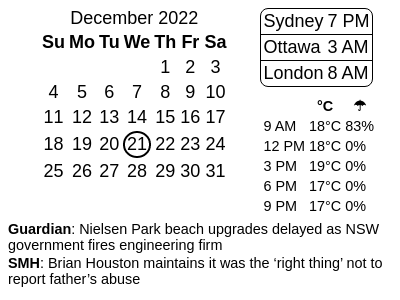 December 2022
Su Mo Tu We Th Fr Sa
1 2 3
4 5 6 7 8 9 10
11 12 13 14 15 16 17
18 19 20 21 22 23 24
25 26 27 28 29 30 31
Sydney 7 PM
Ottawa 3 AM
London 8 AM
°C ☂
9 AM 18°C 83%
12 PM 18°C 0%
3 PM 19°C 0%
6 PM 17°C 0%
9 PM 17°C 0%
Guardian: Nielsen Park beach upgrades delayed as NSW
government fires engineering firm
SMH: Brian Houston maintains it was the ‘right thing’ not to
report father’s abuse